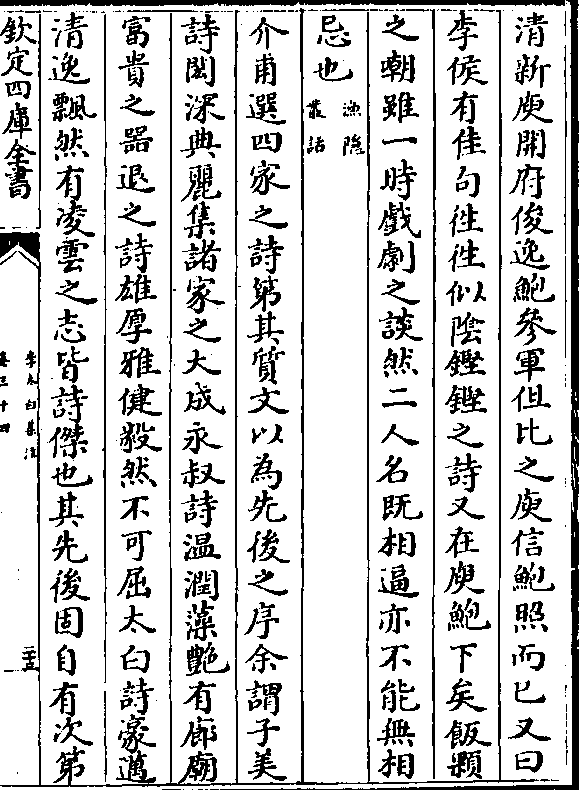 清新庾開府俊逸鮑參軍但比之庾信鮑照而已又曰
李侯有佳句徃徃似陰鏗鏗之詩又在庾鮑下矣飯顆
之嘲雖一時戲劇之談然二人名既相逼亦不能無相
忌也 漁隱叢話
介甫選四家之詩第其質文以為先後之序余謂子美
詩閎深典麗集諸家之大成永叔詩温潤藻艶有廊廟
富貴之器退之詩雄厚雅健毅然不可屈太白詩豪邁
清逸飄然有凌雲之志皆詩傑也其先後固自有次第
欽定四庫全書
李太白集注
卷三十四